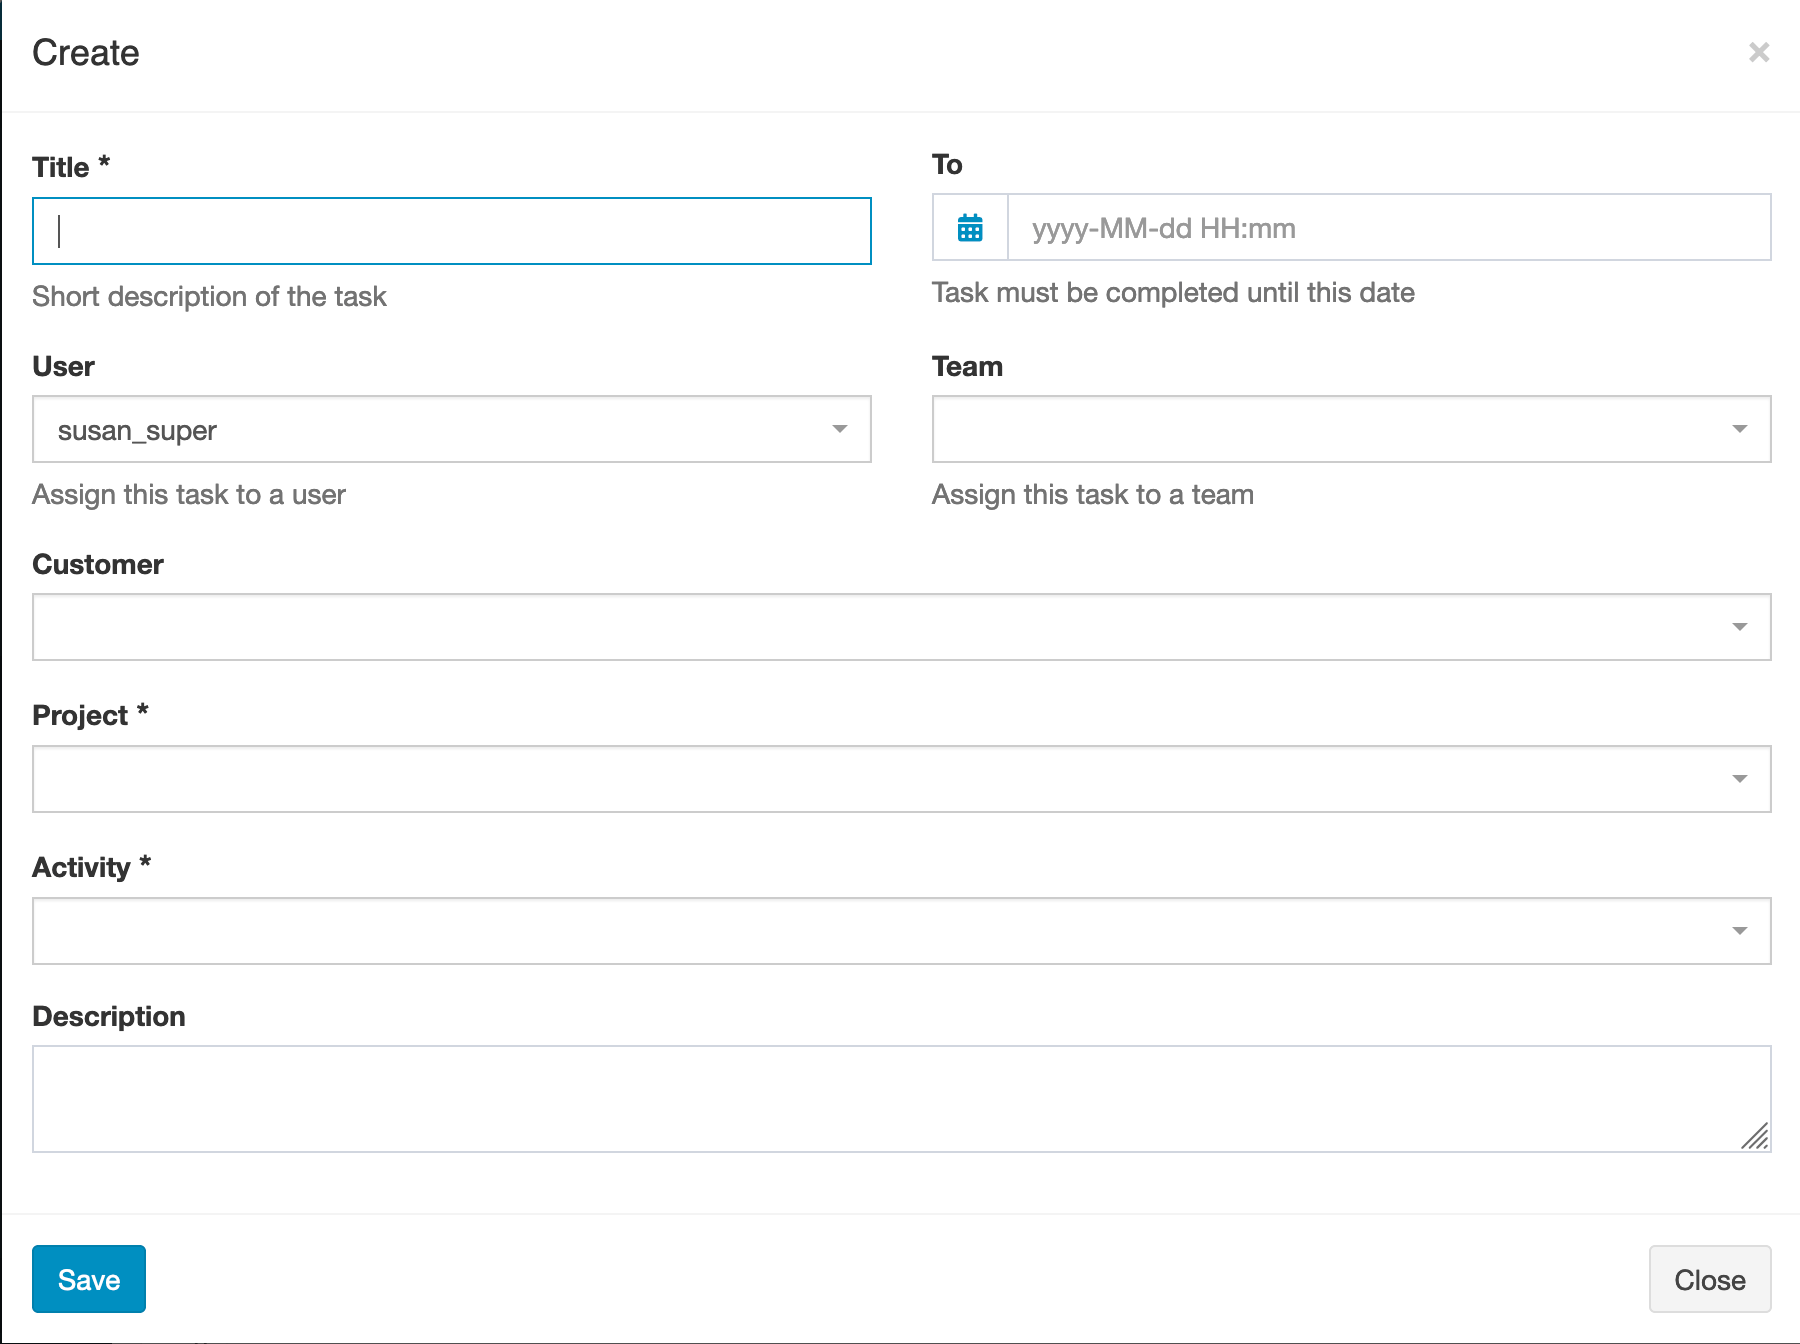 Create ×
Title *
To
yyyy-MM-dd HH:mm
Short description of the task
Task must be completed until this date
User
Team
susan_super
Assign this task to a user
Assign this task to a team
Customer
Project *
Activity *
Description
Save
Close